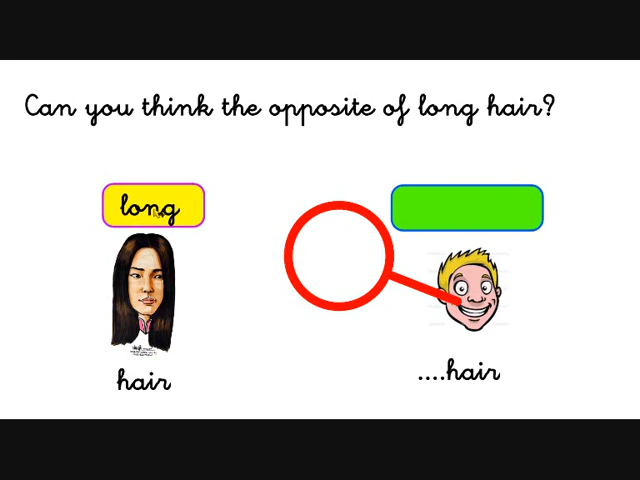 Can you think the opposite of long hair?
long
hair
....hair